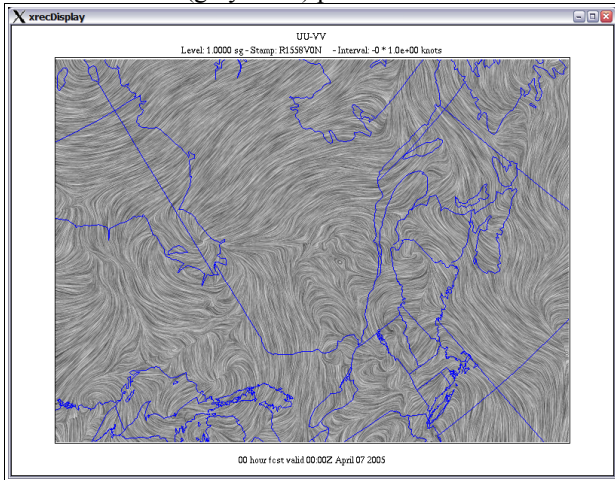 xrecDisplay
UU-VV
Level: 1.0000 sg - Stamp: R1558V0N - Interval: -0 * 1.0e+00 knots
00 hour fcst valid 00:00Z April 07 2005